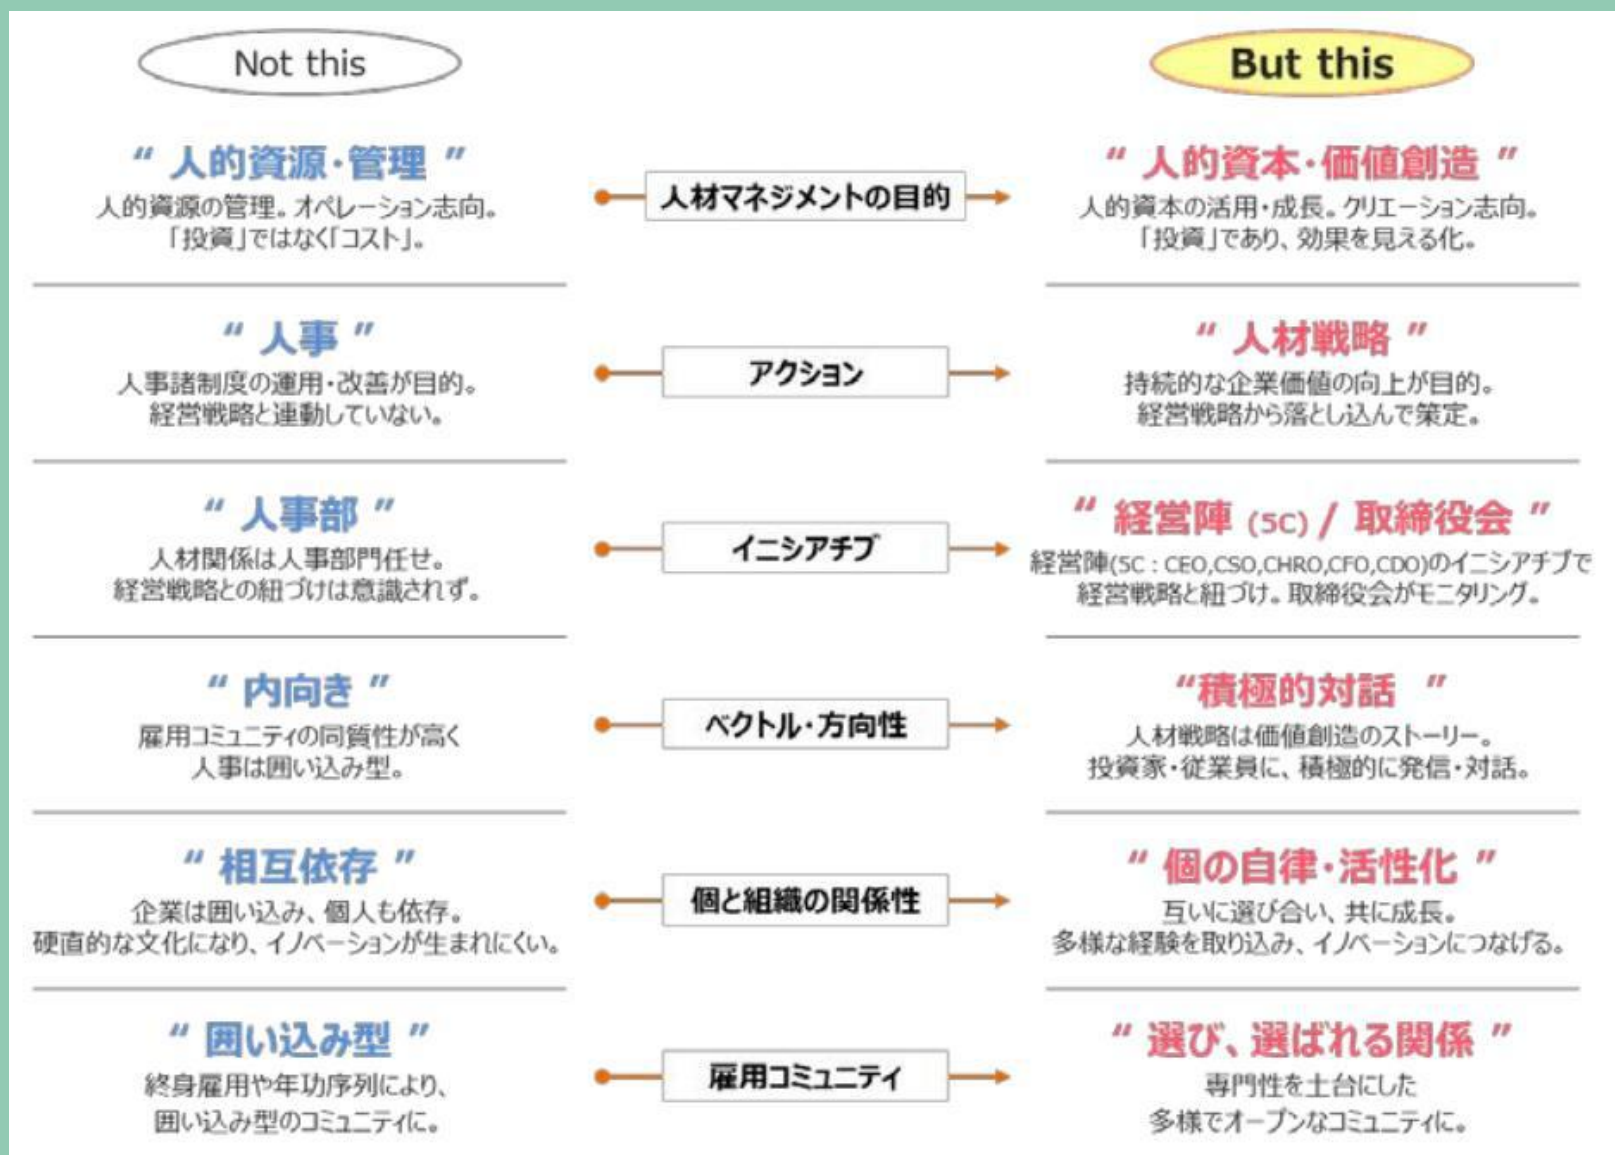 Not this
But this
“ 人的資源・管理 ”
人的資源の管理。オペレーション志向。
「投資」ではなく「コスト」。
人材マネジメントの目的
“ 人的資本・価値創造 ”
人的資本の活用・成長。クリエーション志向。
「投資」であり、効果を見える化。
“ 人事 ”
人事諸制度の運用・改善が目的。
経営戦略と連動していない。
アクション
“ 人材戦略 ”
持続的な企業価値の向上が目的。
経営戦略から落とし込んで策定。
“ 人事部 ”
人材関係は人事部門任せ。
経営戦略との紐づけは意識されず。
イニシアチブ
“ 経営陣 (5C) / 取締役会 ”
経営陣(5C : CEO,CSO,CHRO,CFO,CDO)のイニシアチブで
経営戦略と紐づけ。取締役会がモニタリング。
“ 内向き ”
雇用コミュニティの同質性が高く
人事は囲い込み型。
ベクトル・方向性
“積極的対話 ”
人材戦略は価値創造のストーリー。
投資家・従業員に、積極的に発信・対話。
“ 相互依存 ”
企業は囲い込み、個人も依存。
硬直的な文化になり、イノベーションが生まれにくい。
個と組織の関係性
“ 個の自律・活性化 ”
互いに選び合い、共に成長。
多様な経験を取り込み、イノベーションにつなげる。
“ 囲い込み型 ”
終身雇用や年功序列により、
囲い込み型のコミュニティに。
雇用コミュニティ
“ 選び、選ばれる関係 ”
専門性を土台にした
多様でオープンなコミュニティに。